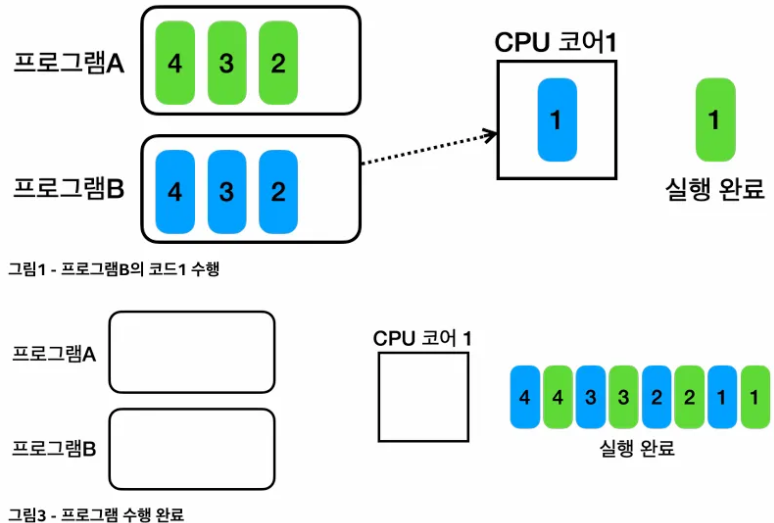 프로그램A
4 3 2
CPU 코어1
1
1
프로그램B
4 3 2
실행 완료
그림1 - 프로그램B의 코드1 수행
프로그램A
CPU 코어 1
4 4 3 3 2 2 1 1
프로그램B
실행 완료
그림3 - 프로그램 수행 완료